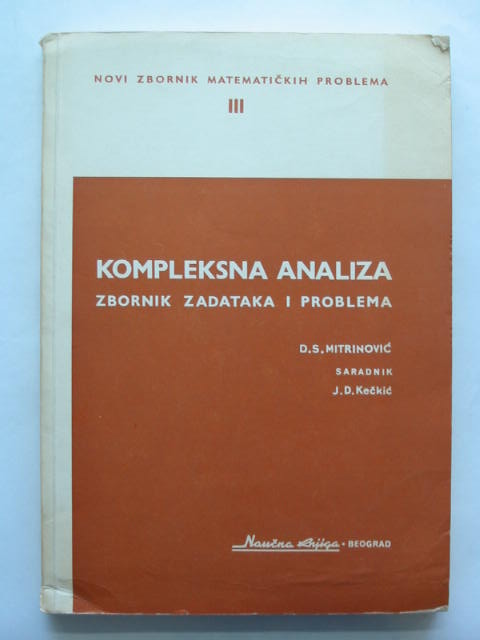 NOVI ZBORNIK MATEMATIČKIH PROBLEMA
III
KOMPLEKSNA ANALIZA
ZBORNIK ZADATAKA I PROBLEMA
D.S.MITRINOVIĆ
SARADNIK
J.D.Kečkić
Naučna Knjiga • BEOGRAD